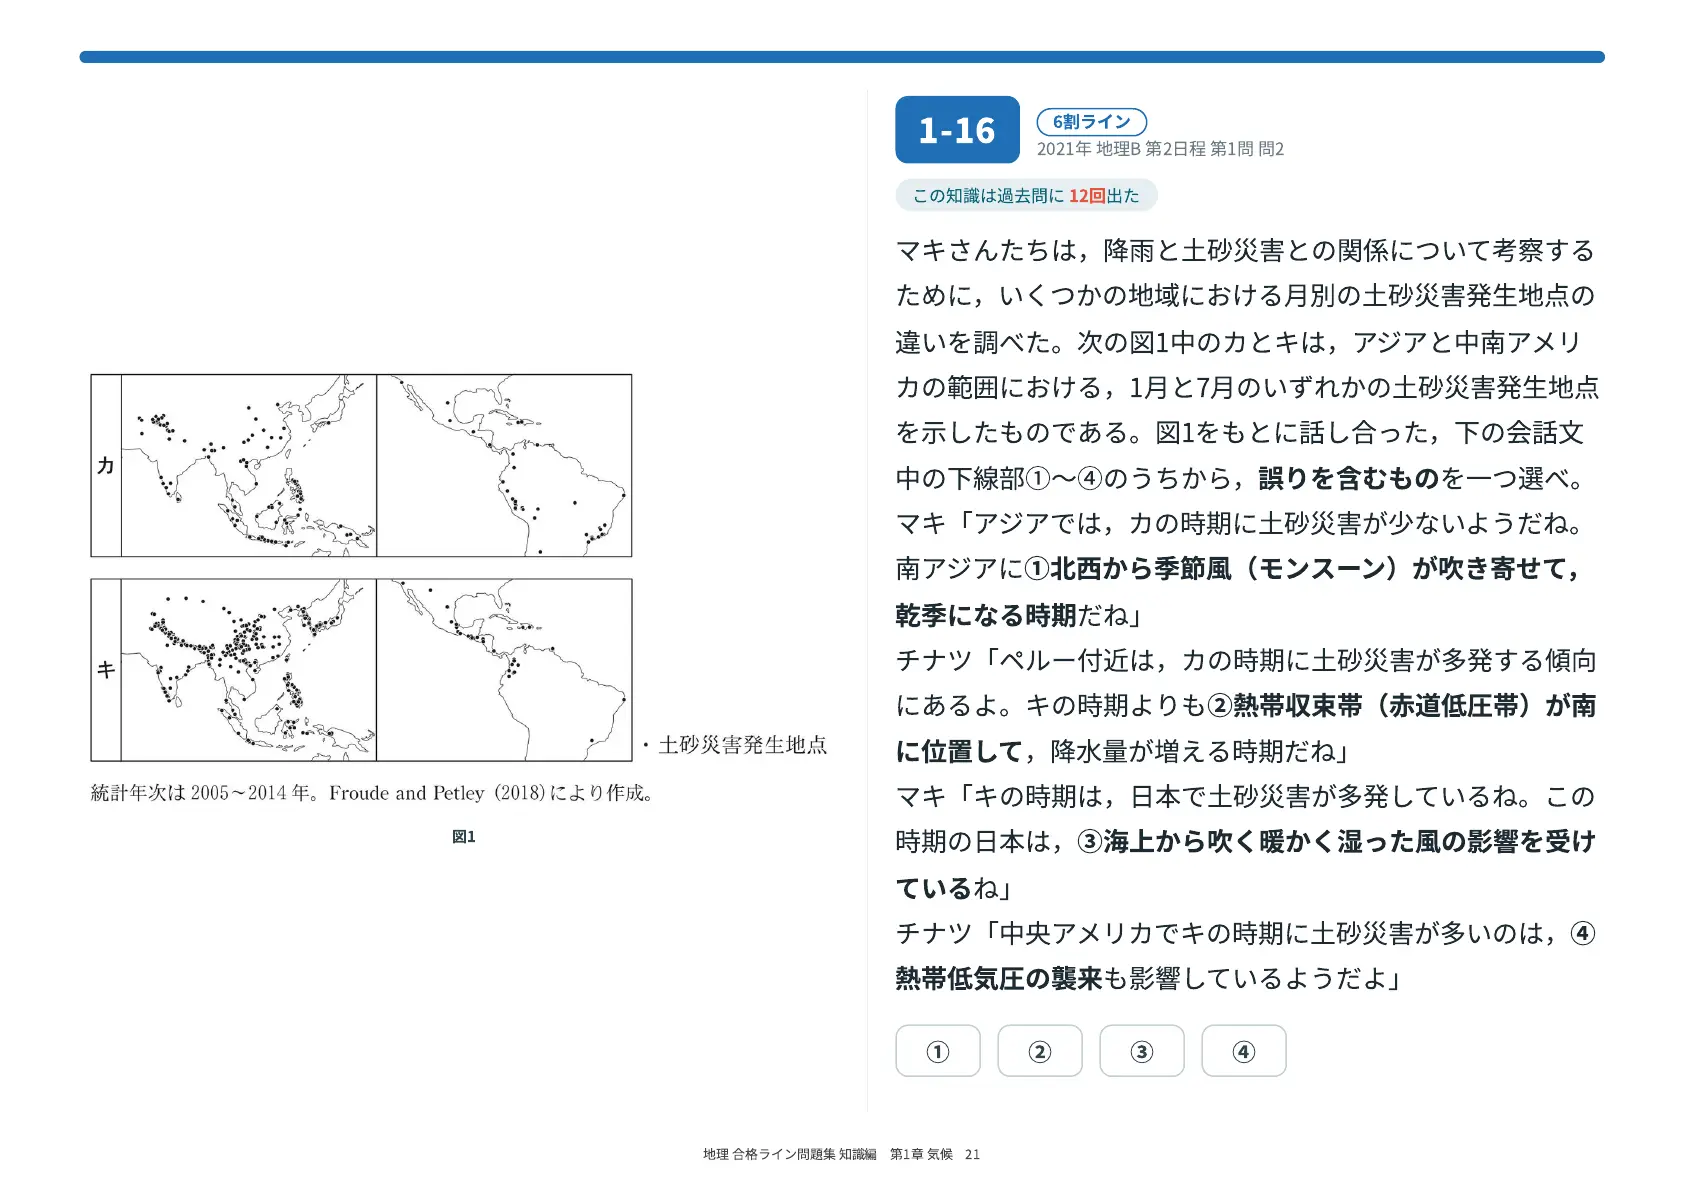 カ
キ
・土砂災害発生地点
統計年次は 2005~2014 年。Froude and Petley (2018)により作成。
図1
1-16
6割ライン
2021年 地理B 第2日程 第1問 問2
この知識は過去問に 12回出た
マキさんたちは，降雨と土砂災害との関係について考察する
ために，いくつかの地域における月別の土砂災害発生地点の
違いを調べた。次の図1中のカとキは，アジアと中南アメリ
カの範囲における，1月と7月のいずれかの土砂災害発生地点
を示したものである。図1をもとに話し合った，下の会話文
中の下線部①～④のうちから，誤りを含むものを一つ選べ。
マキ「アジアでは，カの時期に土砂災害が少ないようだね。
南アジアに①北西から季節風（モンスーン）が吹き寄せて，
乾季になる時期だね」
チナツ「ペルー付近は，カの時期に土砂災害が多発する傾向
にあるよ。キの時期よりも②熱帯収束帯（赤道低圧帯）が南
に位置して，降水量が増える時期だね」
マキ「キの時期は，日本で土砂災害が多発しているね。この
時期の日本は，③海上から吹く暖かく湿った風の影響を受け
ているね」
チナツ「中央アメリカでキの時期に土砂災害が多いのは，④
熱帯低気圧の襲来も影響しているようだよ」
① ② ③ ④
地理 合格ライン問題集 知識編　第1章 気候　21